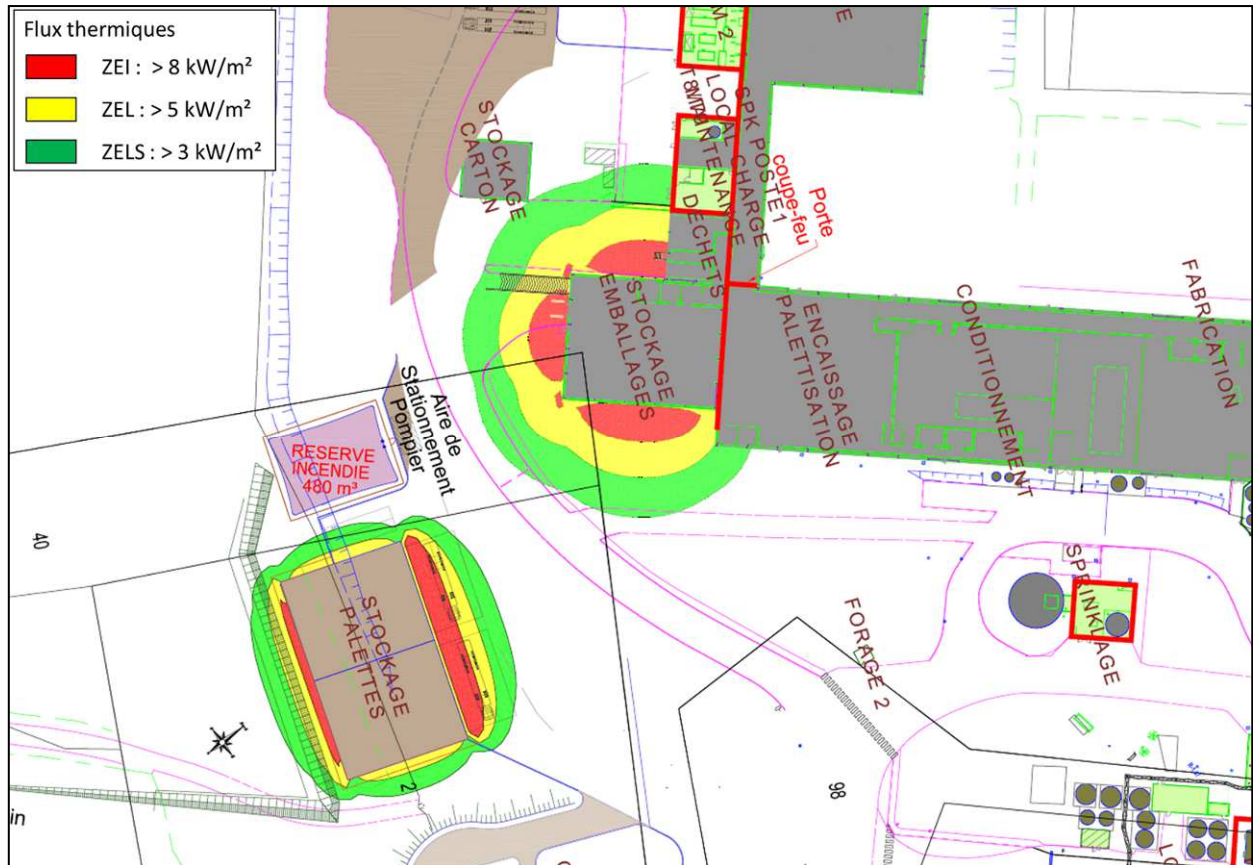 Flux thermiques
ZEI : > 8 kW/m²
ZEL : > 5 kW/m²
ZELS : > 3 kW/m²
STOCKAGE
CARTON
LOCAL CHARGE
MAINTENANCE
SPK POSTE1
DECHETS
Porte
coupe-feu
STOCKAGE
EMBALLAGES
ENCAISSAGE
PALETTISATION
CONDITIONNEMENT
FABRICATION
Aire de
Stationnement
Pompier
RESERVE
INCENDIE
480 m³
40
STOCKAGE
PALETTES
2
SPRINKLAGE
FORAGE 2
98
in